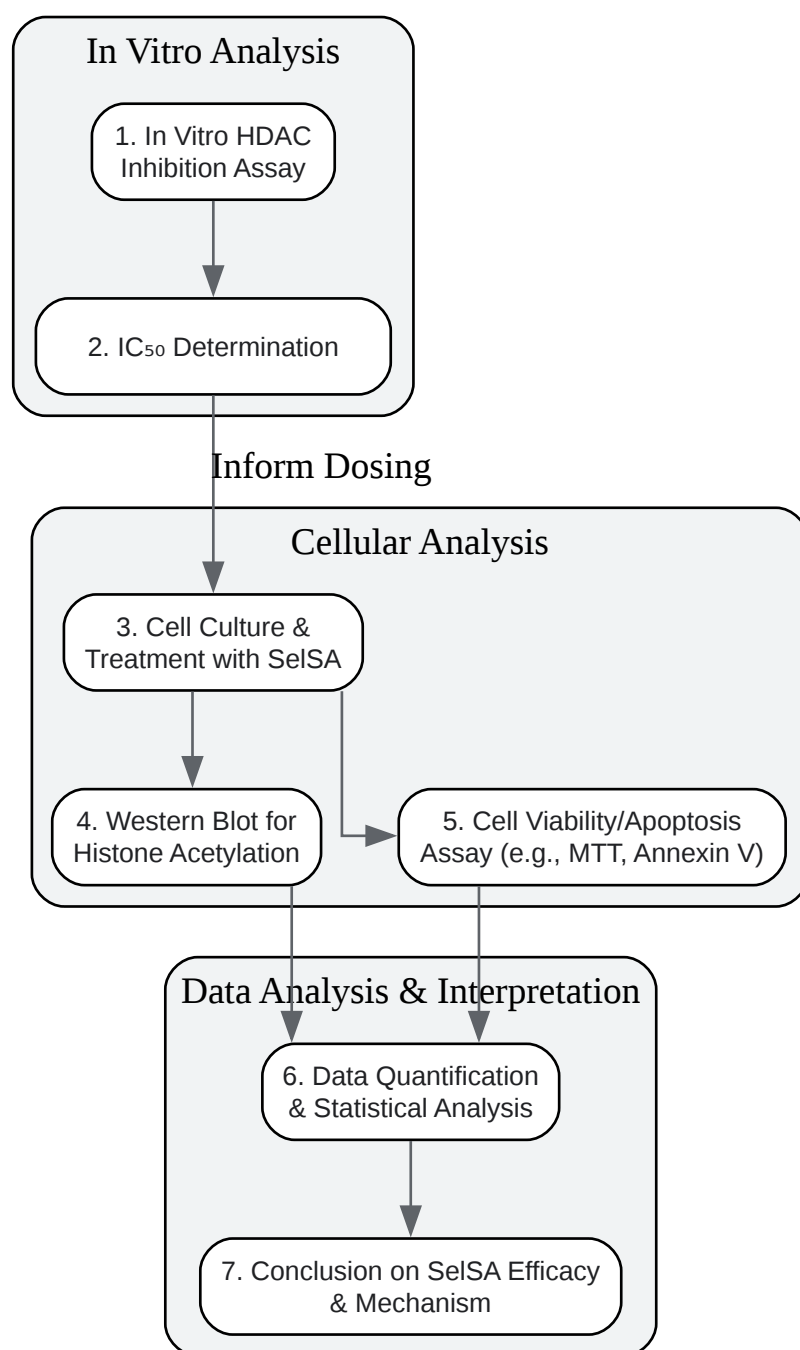 In Vitro Analysis
1. In Vitro HDAC
Inhibition Assay
2. IC₅₀ Determination
Inform Dosing
Cellular Analysis
3. Cell Culture &
Treatment with SelSA
4. Western Blot for
Histone Acetylation
5. Cell Viability/Apoptosis
Assay (e.g., MTT, Annexin V)
Data Analysis & Interpretation
6. Data Quantification
& Statistical Analysis
7. Conclusion on SelSA Efficacy
& Mechanism